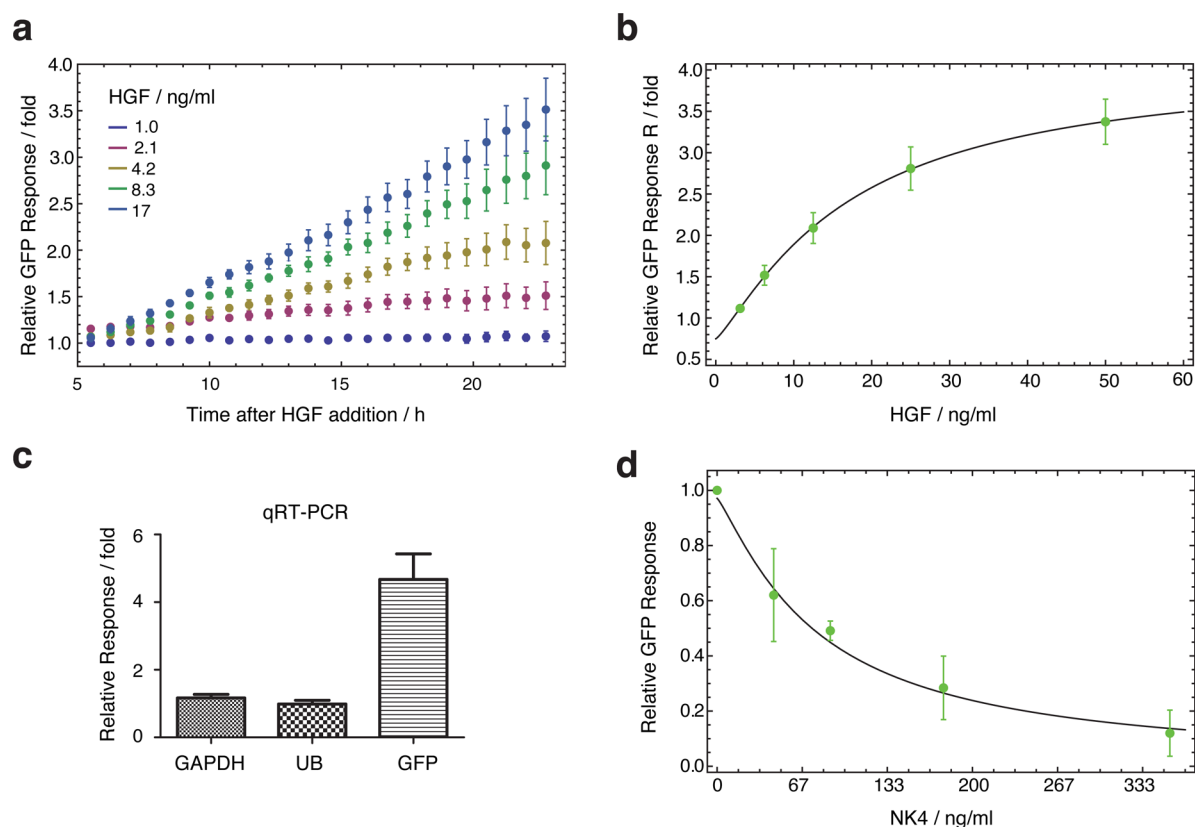 a
4.0
3.5
3.0
2.5
2.0
1.5
1.0
Relative GFP Response / fold
HGF / ng/ml
1.0
2.1
4.2
8.3
17
5
10
15
20
Time after HGF addition / h
b
4.0
3.5
3.0
2.5
2.0
1.5
1.0
0.5
Relative GFP Response R / fold
0
10
20
30
40
50
60
HGF / ng/ml
c
qRT-PCR
6
4
2
0
Relative Response / fold
GAPDH
UB
GFP
d
1.0
0.8
0.6
0.4
0.2
0.0
Relative GFP Response
0
67
133
200
267
333
NK4 / ng/ml